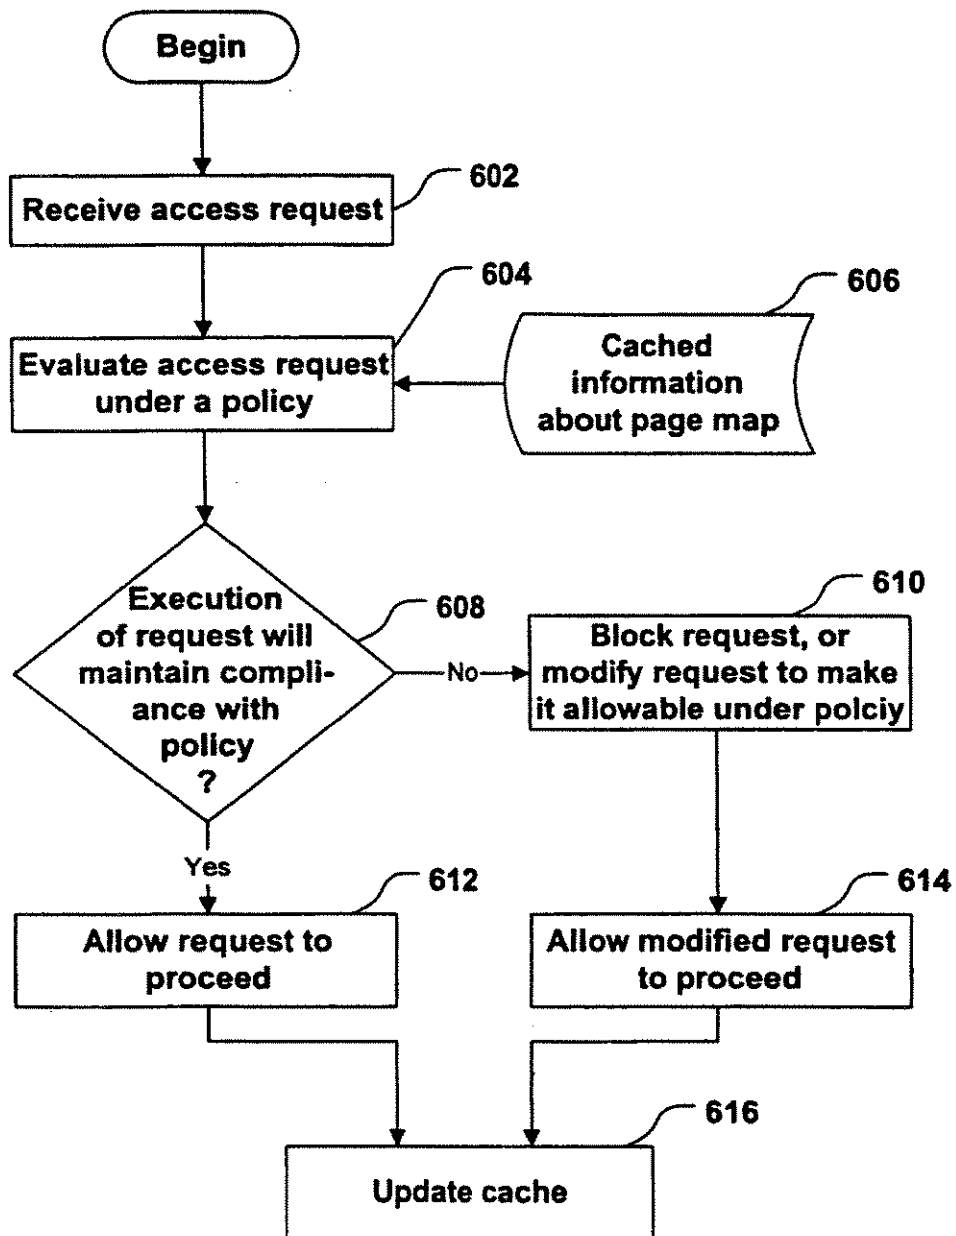 Begin
602
Receive access request
604
606
Evaluate access request
under a policy
Cached
information
about page map
608
Execution
of request will
maintain compli-
ance with
policy
?
No
610
Block request, or
modify request to make
it allowable under polciy
Yes
612
Allow request to
proceed
614
Allow modified request
to proceed
616
Update cache